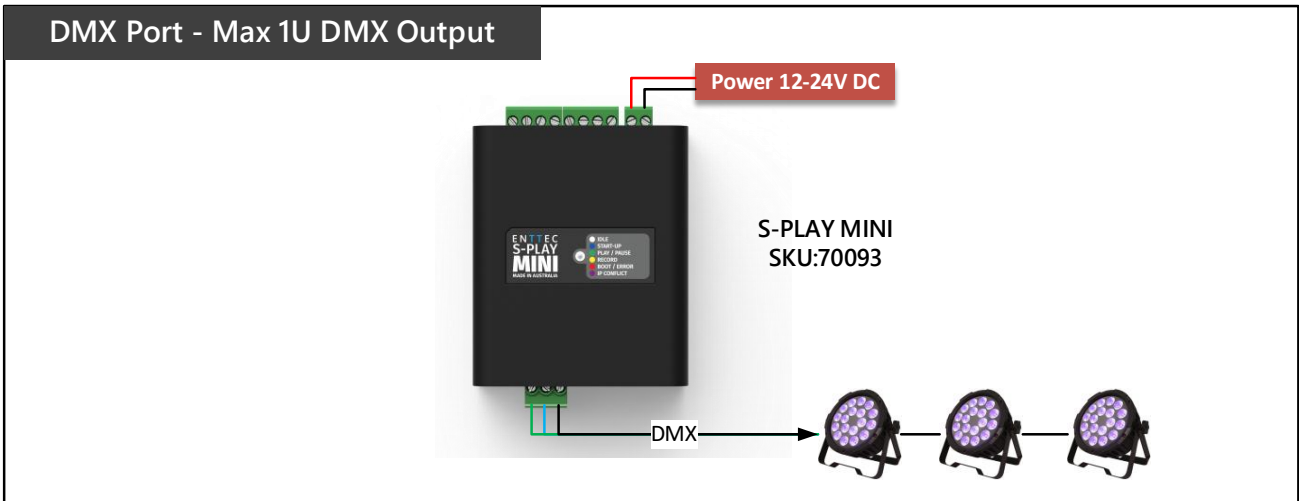 DMX Port - Max 1U DMX Output
Power 12-24V DC
S-PLAY MINI
SKU:70093
ENTTEC
S-PLAY
MINI
MADE IN AUSTRALIA
IDLE
START-UP
PLAY / PAUSE
RECORD
BOOT / ERROR
IP CONFLICT
DMX